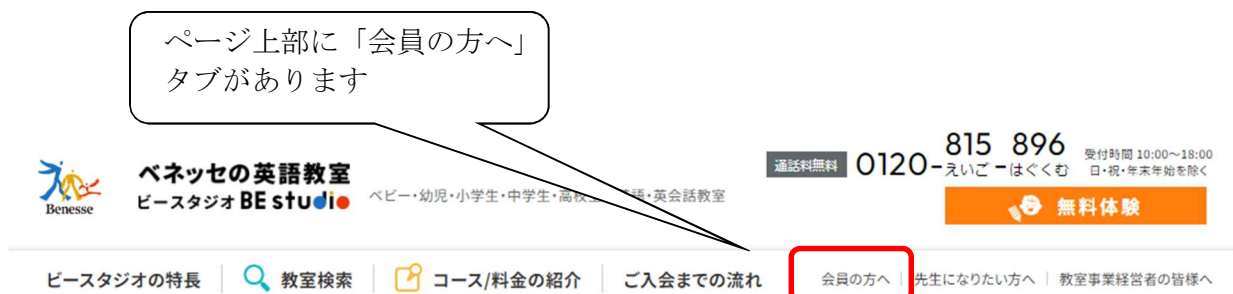 ページ上部に「会員の方へ」
タブがあります
Benesse
ベネッセの英語教室
ビースタジオ BE studio
ベビー・幼児・小学生・中学生・高校生 英語・英会話教室
通話料無料 0120-815-896
えいご はぐくむ
受付時間 10:00～18:00
日・祝・年末年始を除く
無料体験
ビースタジオの特長 教室検索 コース/料金の紹介 ご入会までの流れ 会員の方へ 先生になりたい方へ 教室事業経営者の皆様へ